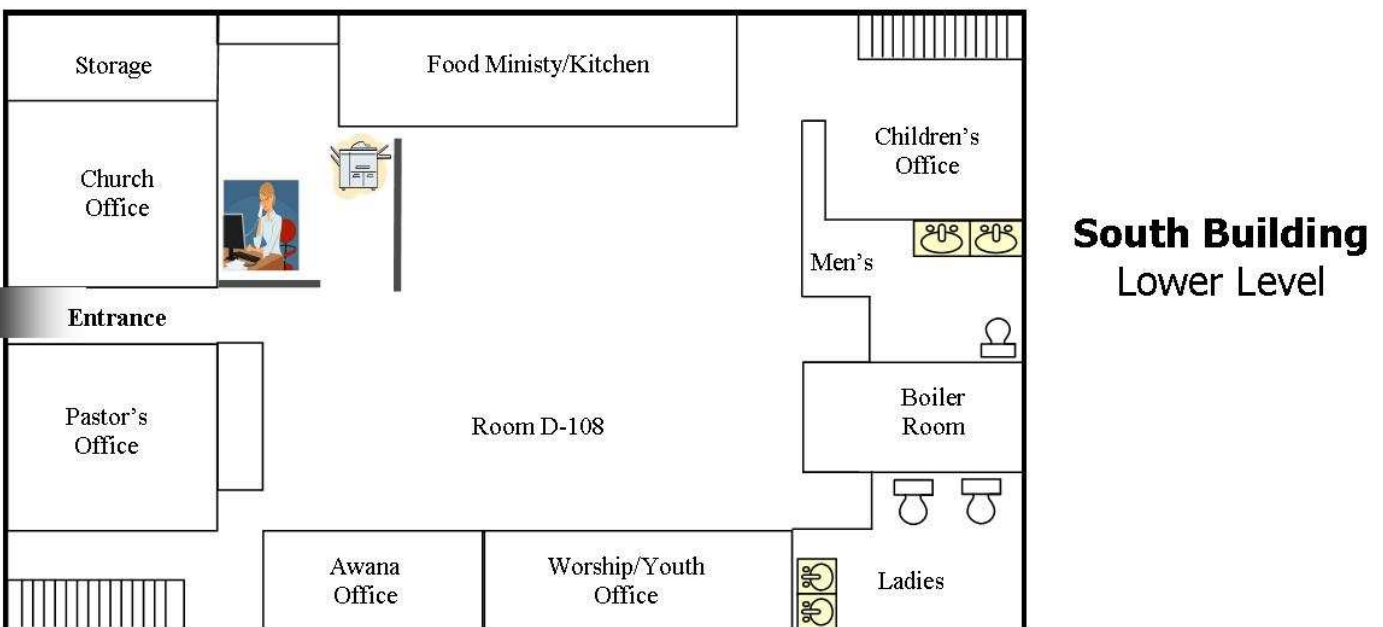 Storage
Food Ministy/Kitchen
Church
Office
Children's
Office
South Building
Lower Level
Men's
Entrance
Pastor's
Office
Room D-108
Boiler
Room
Awana
Office
Worship/Youth
Office
Ladies